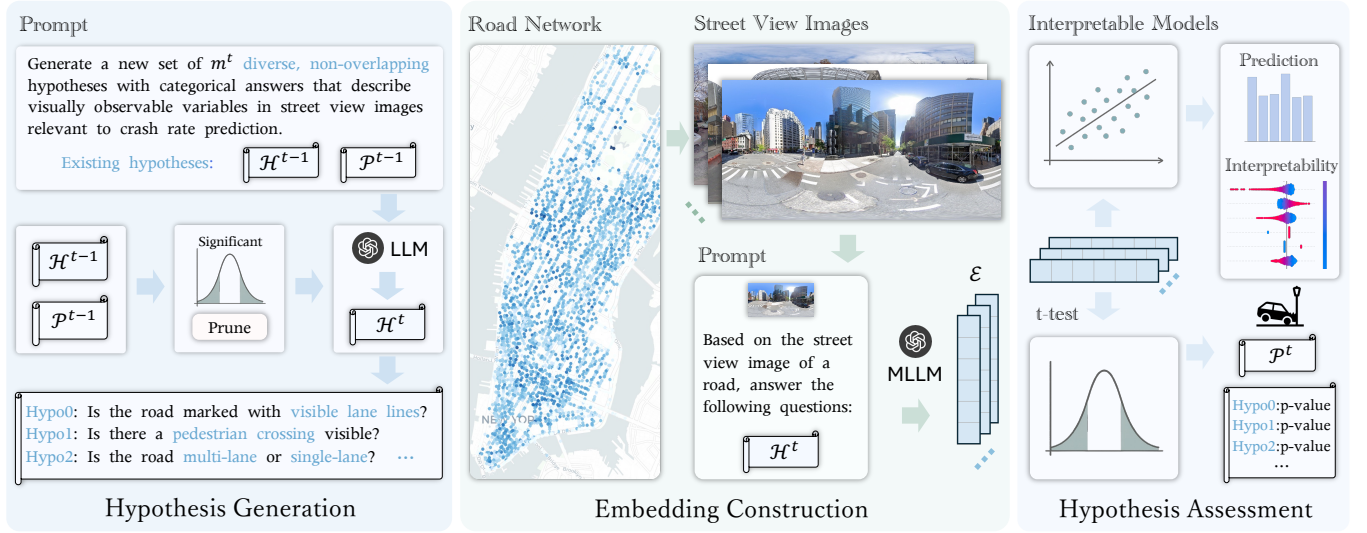 Prompt
Generate a new set of m^t diverse, non-overlapping
hypotheses with categorical answers that describe
visually observable variables in street view images
relevant to crash rate prediction.
Existing hypotheses: H^{t−1} P^{t−1}
H^{t−1}
P^{t−1}
Significant
Prune
LLM
H^t
Hypo0: Is the road marked with visible lane lines?
Hypo1: Is there a pedestrian crossing visible?
Hypo2: Is the road multi-lane or single-lane? ...
Hypothesis Generation
Road Network
NEW YORK
Street View Images
Prompt
Based on the street
view image of a
road, answer the
following questions:
H^t
MLLM
ℰ
Embedding Construction
Interpretable Models
Prediction
Interpretability
t-test
P^t
Hypo0:p-value
Hypo1:p-value
Hypo2:p-value
...
Hypothesis Assessment